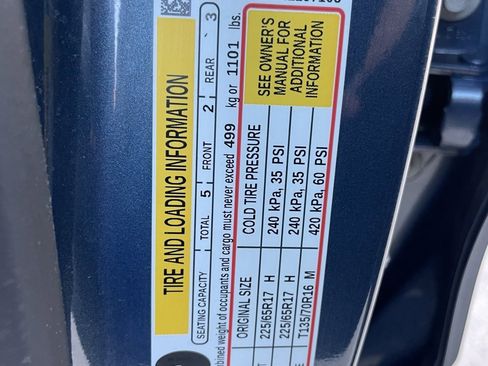 TIRE AND LOADING INFORMATION
SEATING CAPACITY TOTAL 5 FRONT 2 REAR 3
combined weight of occupants and cargo must never exceed 499 kg or 1101 lbs.
ORIGINAL SIZE COLD TIRE PRESSURE
225/65R17 H 240 kPa, 35 PSI
225/65R17 H 240 kPa, 35 PSI
T135/70R16 M 420 kPa, 60 PSI
SEE OWNER'S
MANUAL FOR
ADDITIONAL
INFORMATION